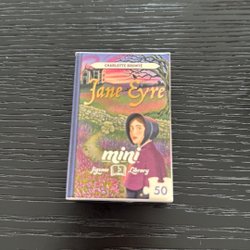 CHARLOTTE BRONTË
Jane Eyre
mini
Jigsaw Library
50